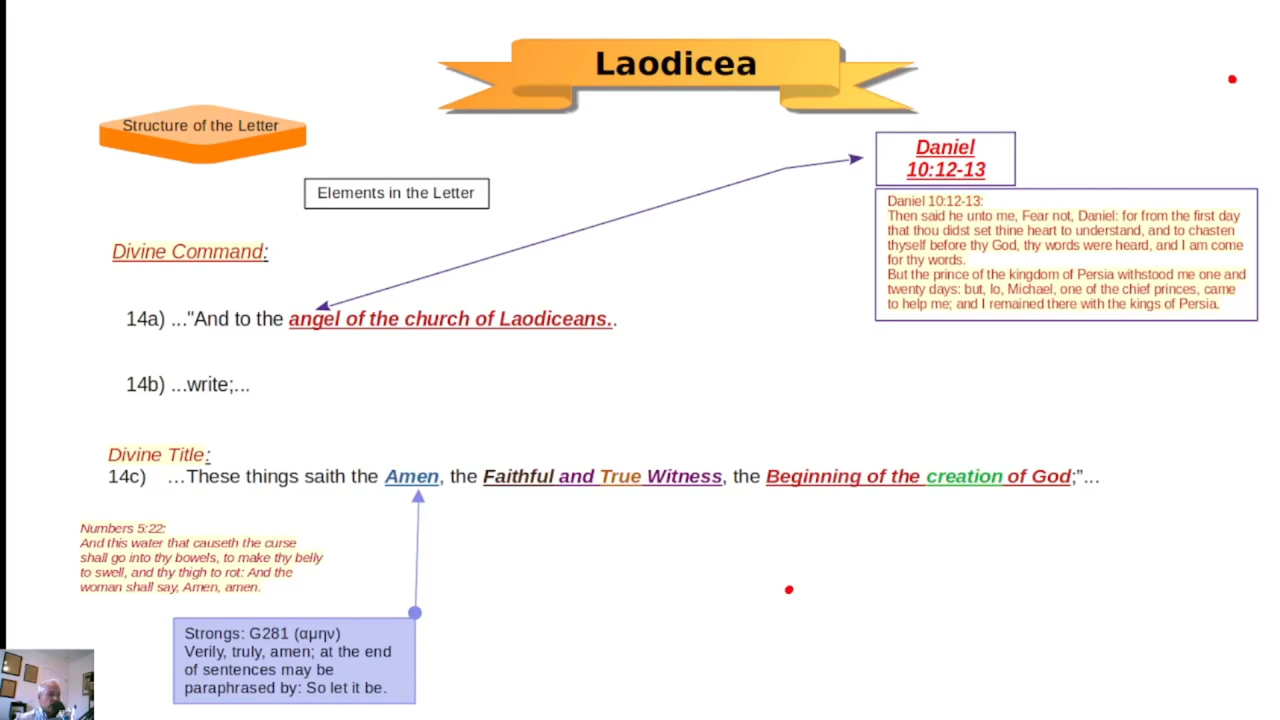 Laodicea
Structure of the Letter
Daniel
10:12-13
Elements in the Letter
Daniel 10:12-13:
Then said he unto me, Fear not, Daniel: for from the first day
that thou didst set thine heart to understand, and to chasten
thyself before thy God, thy words were heard, and I am come
for thy words.
But the prince of the kingdom of Persia withstood me one and
twenty days: but, lo, Michael, one of the chief princes, came
to help me; and I remained there with the kings of Persia.
Divine Command:
14a) ..."And to the angel of the church of Laodiceans..
14b) ...write;...
Divine Title:
14c) …These things saith the Amen, the Faithful and True Witness, the Beginning of the creation of God;”...
Numbers 5:22:
And this water that causeth the curse
shall go into thy bowels, to make thy belly
to swell, and thy thigh to rot: And the
woman shall say, Amen, amen.
Strongs: G281 (αμην)
Verily, truly, amen; at the end
of sentences may be
paraphrased by: So let it be.